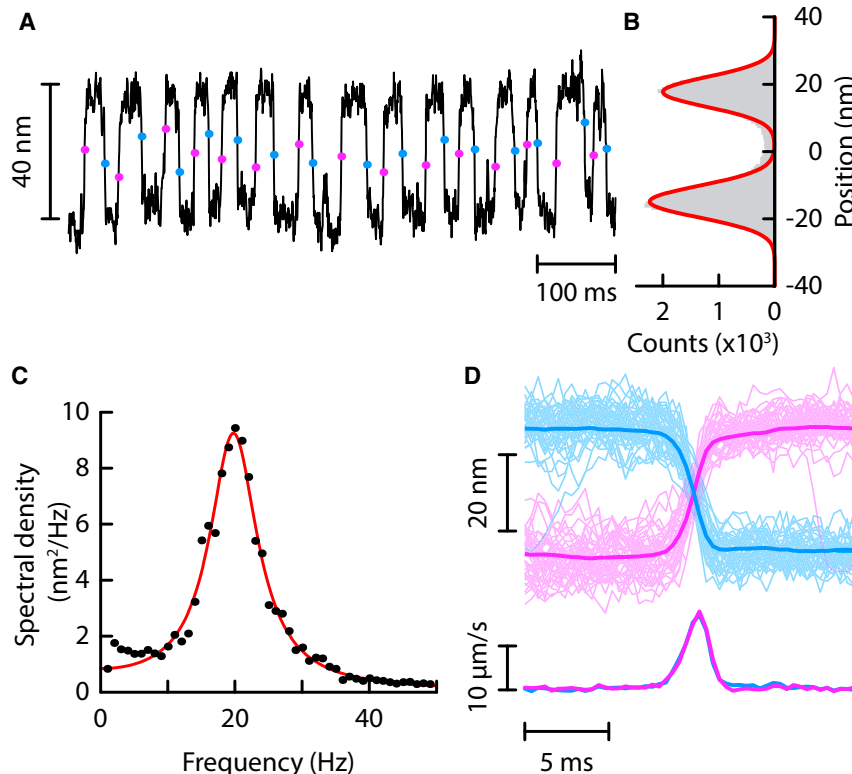 A
40 nm
100 ms
B
40
20
0
-20
-40
Position (nm)
2
1
0
Counts (x10³)
C
10
8
6
4
2
0
Spectral density
(nm²/Hz)
0
20
40
Frequency (Hz)
D
20 nm
10 µm/s
5 ms